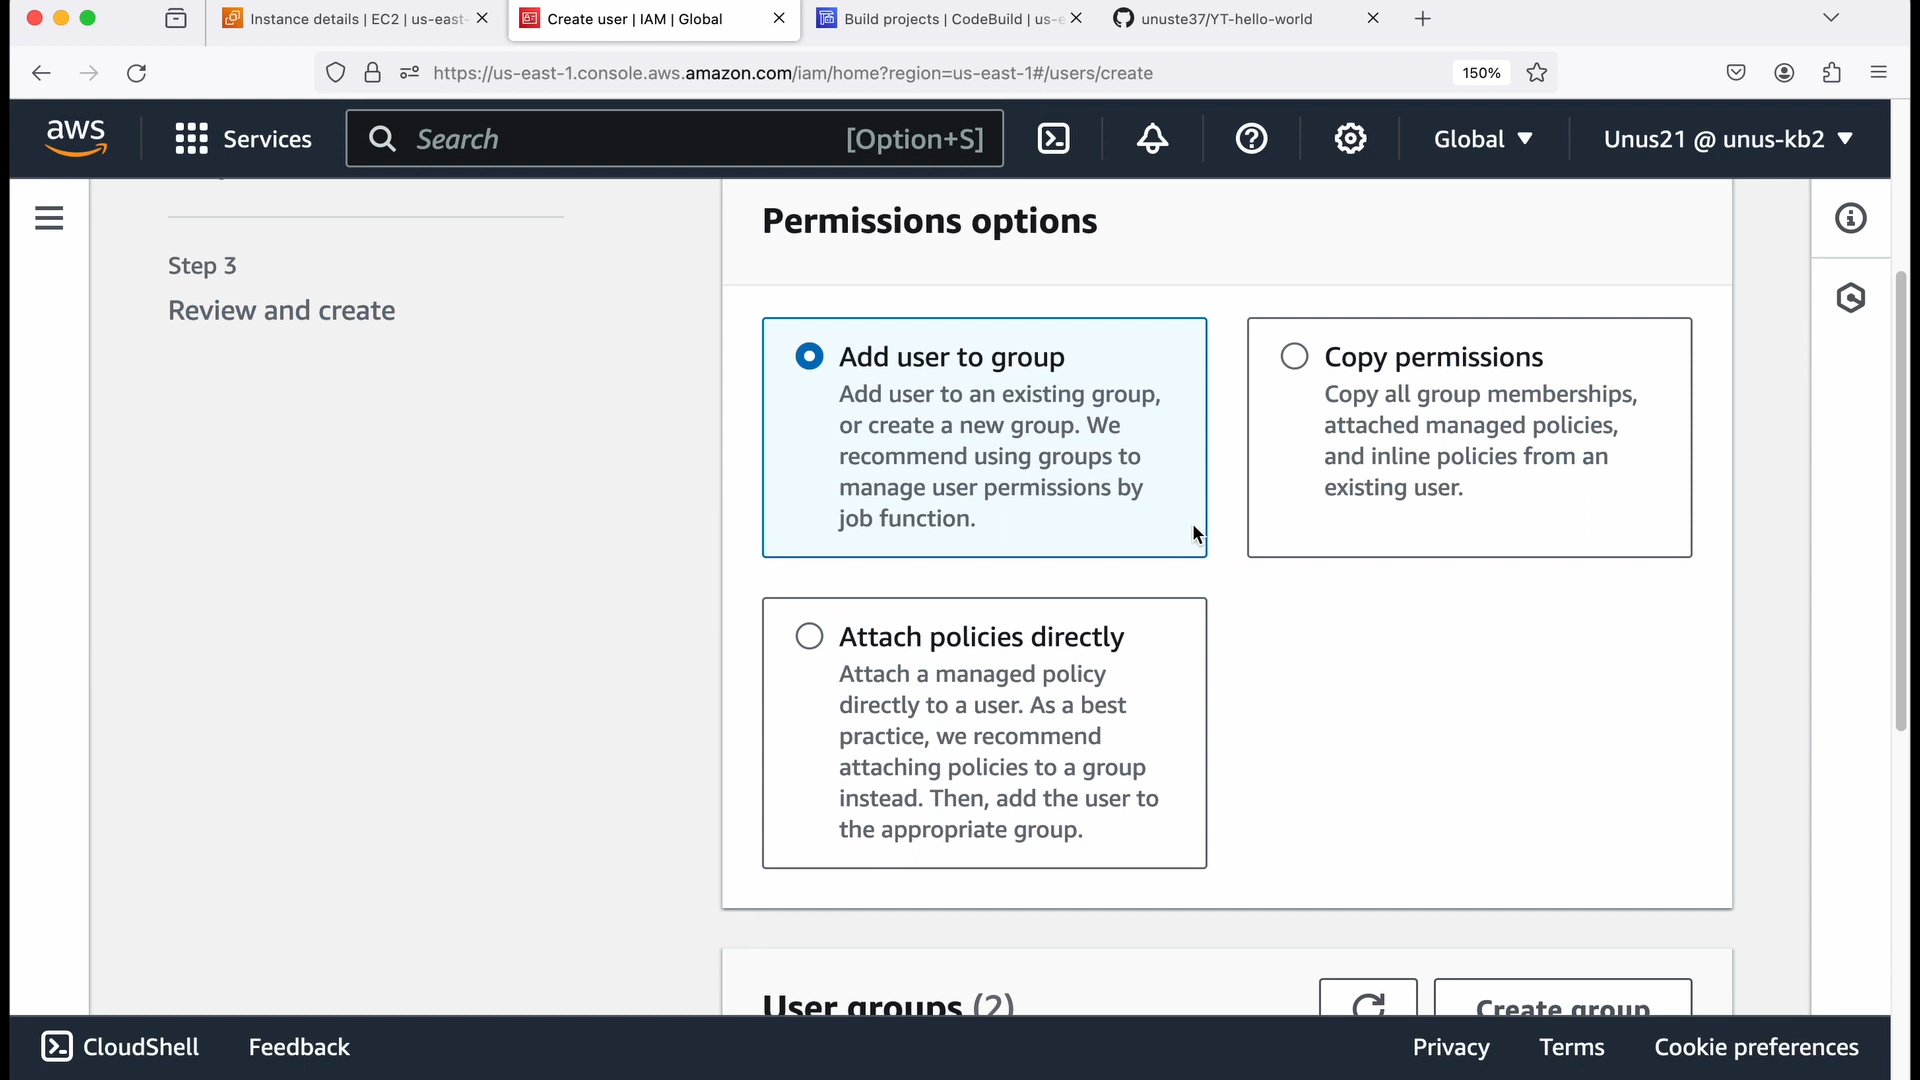 Instance details | EC2 | us-east-
Create user | IAM | Global
Build projects | CodeBuild | us-e
unuste37/YT-hello-world
https://us-east-1.console.aws.amazon.com/iam/home?region=us-east-1#/users/create
150%
aws
Services
Search
[Option+S]
Global
Unus21 @ unus-kb2
Step 3
Review and create
Permissions options
Add user to group
Add user to an existing group,
or create a new group. We
recommend using groups to
manage user permissions by
job function.
Copy permissions
Copy all group memberships,
attached managed policies,
and inline policies from an
existing user.
Attach policies directly
Attach a managed policy
directly to a user. As a best
practice, we recommend
attaching policies to a group
instead. Then, add the user to
the appropriate group.
User groups (2)
Create group
CloudShell
Feedback
Privacy
Terms
Cookie preferences